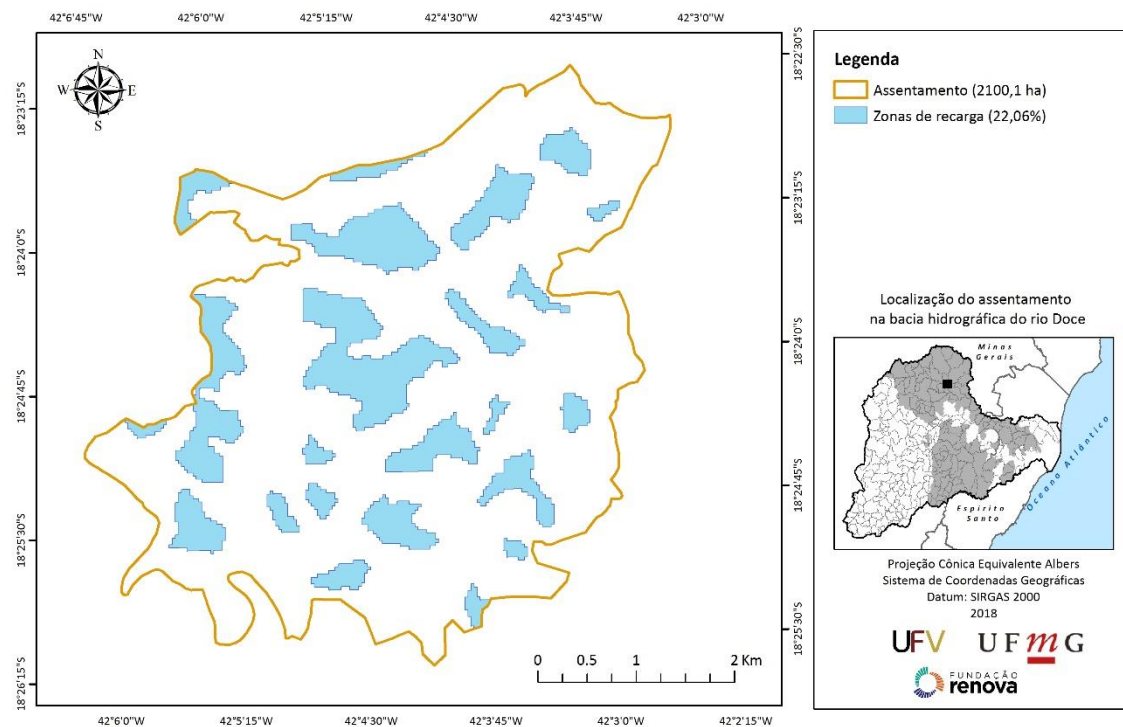 42°6'45"W 42°6'0"W 42°5'15"W 42°4'30"W 42°3'45"W 42°3'0"W
N
W E
S
18°23'15"S
18°24'0"S
18°24'45"S
18°25'30"S
18°26'15"S
18°22'30"S
18°23'15"S
18°24'0"S
18°24'45"S
18°25'30"S
0 0.5 1 2 Km
42°6'0"W 42°5'15"W 42°4'30"W 42°3'45"W 42°3'0"W 42°2'15"W
Legenda
Assentamento (2100,1 ha)
Zonas de recarga (22,06%)
Localização do assentamento
na bacia hidrográfica do rio Doce
Minas
Gerais
Oceano Atlântico
Espírito
Santo
Projeção Cônica Equivalente Albers
Sistema de Coordenadas Geográficas
Datum: SIRGAS 2000
2018
UFV UFmG
FUNDAÇÃO
renova